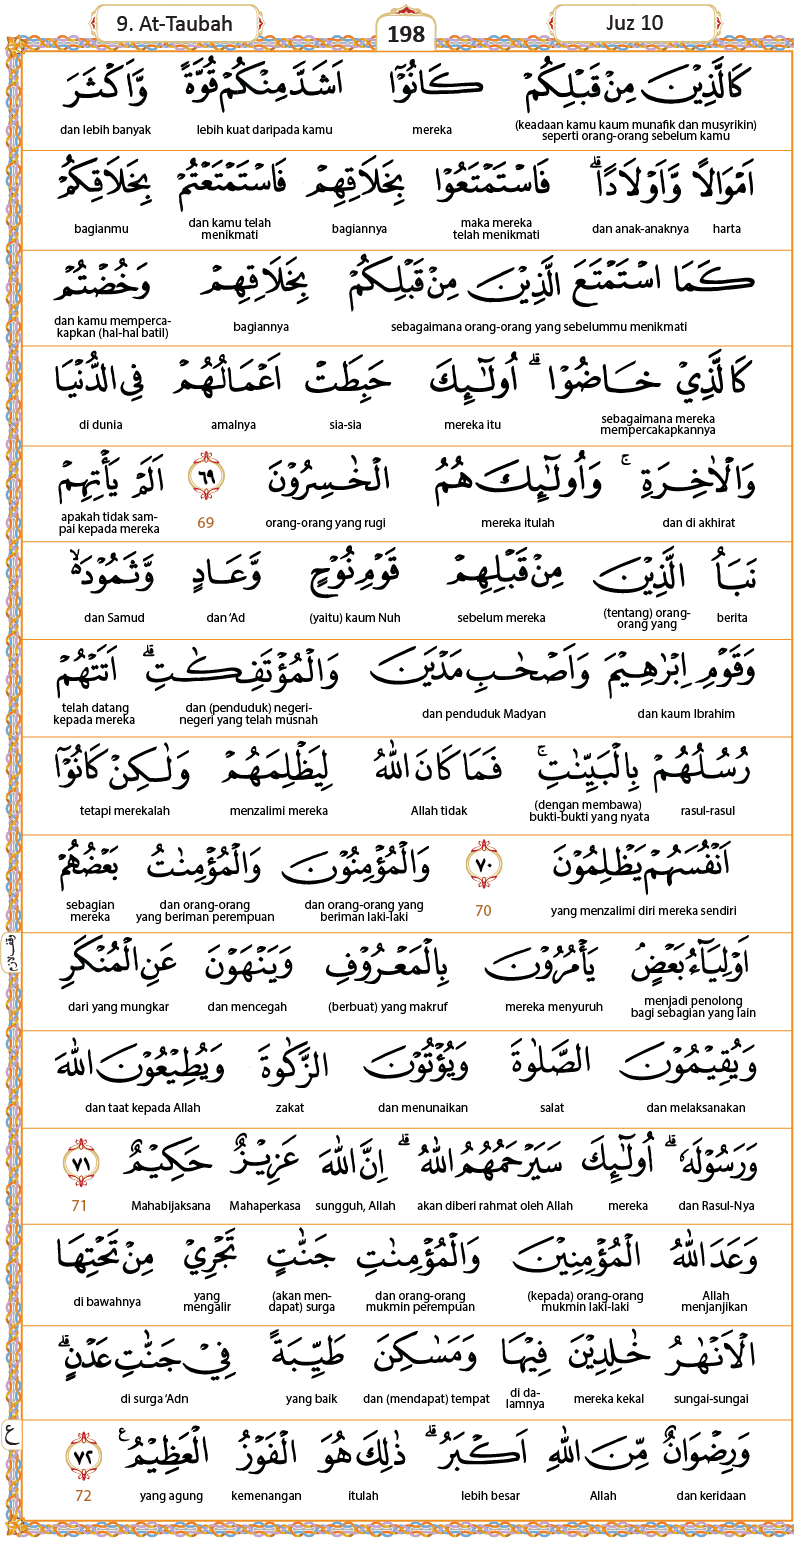 9. At-Taubah 198 Juz 10
كَالَّذِيْنَ مِنْ قَبْلِكُمْ كَانُوْٓا اَشَدَّ مِنْكُمْ قُوَّةً وَّاَكْثَرَ
(keadaan kamu kaum munafik dan musyrikin) seperti orang-orang sebelum kamu mereka lebih kuat daripada kamu dan lebih banyak
اَمْوَالًا وَّاَوْلَادًاۗ فَاسْتَمْتَعُوْا بِخَلَاقِهِمْ فَاسْتَمْتَعْتُمْ بِخَلَاقِكُمْ
harta dan anak-anaknya maka mereka telah menikmati bagiannya dan kamu telah menikmati bagianmu
كَمَا اسْتَمْتَعَ الَّذِيْنَ مِنْ قَبْلِكُمْ بِخَلَاقِهِمْ وَخُضْتُمْ
sebagaimana orang-orang yang sebelummu menikmati bagiannya dan kamu memperca-kapkan (hal-hal batil)
كَالَّذِيْ خَاضُوْاۗ اُولٰۤىِٕكَ حَبِطَتْ اَعْمَالُهُمْ فِى الدُّنْيَا
sebagaimana mereka mempercakapkannya mereka itu sia-sia amalnya di dunia
وَالْاٰخِرَةِۚ وَاُولٰۤىِٕكَ هُمُ الْخٰسِرُوْنَ ٦٩ اَلَمْ يَأْتِهِمْ
dan di akhirat mereka itulah orang-orang yang rugi 69 apakah tidak sam-pai kepada mereka
نَبَاُ الَّذِيْنَ مِنْ قَبْلِهِمْ قَوْمِ نُوْحٍ وَّعَادٍ وَّثَمُوْدَ ۙ
berita (tentang) orang-orang yang sebelum mereka (yaitu) kaum Nuh dan ‘Ad dan Samud
وَقَوْمِ اِبْرٰهِيْمَ وَاَصْحٰبِ مَدْيَنَ وَالْمُؤْتَفِكٰتِۗ اَتَتْهُمْ
dan kaum Ibrahim dan penduduk Madyan dan (penduduk) negeri-negeri yang telah musnah telah datang kepada mereka
رُسُلُهُمْ بِالْبَيِّنٰتِۚ فَمَا كَانَ اللّٰهُ لِيَظْلِمَهُمْ وَلٰكِنْ كَانُوْٓا
rasul-rasul (dengan membawa) bukti-bukti yang nyata Allah tidak menzalimi mereka tetapi merekalah
اَنْفُسَهُمْ يَظْلِمُوْنَ ٧٠ وَالْمُؤْمِنُوْنَ وَالْمُؤْمِنٰتُ بَعْضُهُمْ
yang menzalimi diri mereka sendiri 70 dan orang-orang yang beriman laki-laki dan orang-orang yang beriman perempuan sebagian mereka
وقف لازم
اَوْلِيَاۤءُ بَعْضٍۘ يَأْمُرُوْنَ بِالْمَعْرُوْفِ وَيَنْهَوْنَ عَنِ الْمُنْكَرِ
menjadi penolong bagi sebagian yang lain mereka menyuruh (berbuat) yang makruf dan mencegah dari yang mungkar
وَيُقِيْمُوْنَ الصَّلٰوةَ وَيُؤْتُوْنَ الزَّكٰوةَ وَيُطِيْعُوْنَ اللّٰهَ
dan melaksanakan salat dan menunaikan zakat dan taat kepada Allah
وَرَسُوْلَهٗۗ اُولٰۤىِٕكَ سَيَرْحَمُهُمُ اللّٰهُۗ اِنَّ اللّٰهَ عَزِيْزٌ حَكِيْمٌ ٧١
dan Rasul-Nya mereka akan diberi rahmat oleh Allah sungguh, Allah Mahaperkasa Mahabijaksana 71
وَعَدَ اللّٰهُ الْمُؤْمِنِيْنَ وَالْمُؤْمِنٰتِ جَنّٰتٍ تَجْرِيْ مِنْ تَحْتِهَا
Allah menjanjikan (kepada) orang-orang mukmin laki-laki dan orang-orang mukmin perempuan (akan men-dapat) surga yang mengalir di bawahnya
الْاَنْهٰرُ خٰلِدِيْنَ فِيْهَا وَمَسٰكِنَ طَيِّبَةً فِيْ جَنّٰتِ عَدْنٍۗ
sungai-sungai mereka kekal di da-lamnya dan (mendapat) tempat yang baik di surga ‘Adn
ع
وَرِضْوَانٌ مِّنَ اللّٰهِ اَكْبَرُۗ ذٰلِكَ هُوَ الْفَوْزُ الْعَظِيْمُ ࣖ ٧٢
dan keridaan Allah lebih besar itulah kemenangan yang agung 72